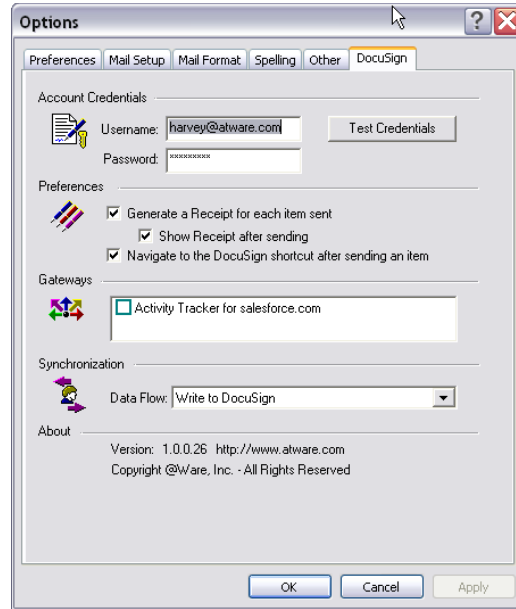 Options
Preferences Mail Setup Mail Format Spelling Other DocuSign
Account Credentials
Username: harvey@atware.com Test Credentials
Password: xxxxxxxxx
Preferences
Generate a Receipt for each item sent
Show Receipt after sending
Navigate to the DocuSign shortcut after sending an item
Gateways
Activity Tracker for salesforce.com
Synchronization
Data Flow: Write to DocuSign
About
Version: 1.0.0.26 http://www.atware.com
Copyright @Ware, Inc. - All Rights Reserved
OK Cancel Apply